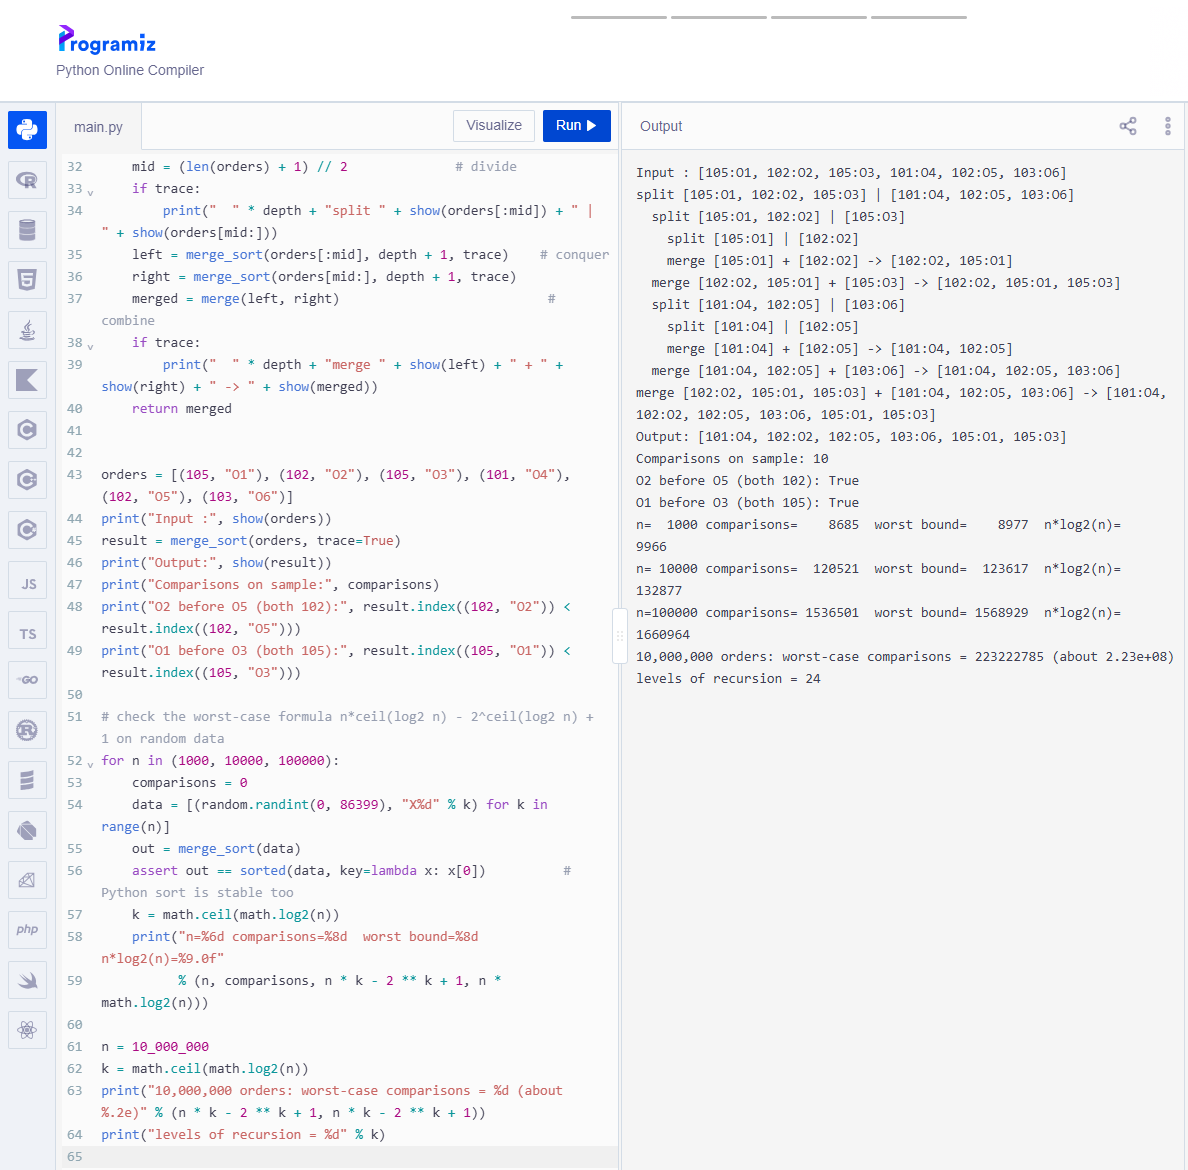 Programiz
Python Online Compiler
main.py
Visualize
Run
32 mid = (len(orders) + 1) // 2 # divide
33 if trace:
34 print("  " * depth + "split " + show(orders[:mid]) + " |
" + show(orders[mid:]))
35 left = merge_sort(orders[:mid], depth + 1, trace) # conquer
36 right = merge_sort(orders[mid:], depth + 1, trace)
37 merged = merge(left, right) #
combine
38 if trace:
39 print("  " * depth + "merge " + show(left) + " + " +
show(right) + " -> " + show(merged))
40 return merged
41
42
43 orders = [(105, "O1"), (102, "O2"), (105, "O3"), (101, "O4"),
(102, "O5"), (103, "O6")]
44 print("Input :", show(orders))
45 result = merge_sort(orders, trace=True)
46 print("Output:", show(result))
47 print("Comparisons on sample:", comparisons)
48 print("O2 before O5 (both 102):", result.index((102, "O2")) <
result.index((102, "O5")))
49 print("O1 before O3 (both 105):", result.index((105, "O1")) <
result.index((105, "O3")))
50
51 # check the worst-case formula n*ceil(log2 n) - 2^ceil(log2 n) +
1 on random data
52 for n in (1000, 10000, 100000):
53 comparisons = 0
54 data = [(random.randint(0, 86399), "X%d" % k) for k in
range(n)]
55 out = merge_sort(data)
56 assert out == sorted(data, key=lambda x: x[0]) #
Python sort is stable too
57 k = math.ceil(math.log2(n))
58 print("n=%6d comparisons=%8d  worst bound=%8d
n*log2(n)=%9.0f"
59 % (n, comparisons, n * k - 2 ** k + 1, n *
math.log2(n)))
60
61 n = 10_000_000
62 k = math.ceil(math.log2(n))
63 print("10,000,000 orders: worst-case comparisons = %d (about
%.2e)" % (n * k - 2 ** k + 1, n * k - 2 ** k + 1))
64 print("levels of recursion = %d" % k)
65
JS
TS
GO
php
Output
Input : [105:O1, 102:O2, 105:O3, 101:O4, 102:O5, 103:O6]
split [105:O1, 102:O2, 105:O3] | [101:O4, 102:O5, 103:O6]
split [105:O1, 102:O2] | [105:O3]
split [105:O1] | [102:O2]
merge [105:O1] + [102:O2] -> [102:O2, 105:O1]
merge [102:O2, 105:O1] + [105:O3] -> [102:O2, 105:O1, 105:O3]
split [101:O4, 102:O5] | [103:O6]
split [101:O4] | [102:O5]
merge [101:O4] + [102:O5] -> [101:O4, 102:O5]
merge [101:O4, 102:O5] + [103:O6] -> [101:O4, 102:O5, 103:O6]
merge [102:O2, 105:O1, 105:O3] + [101:O4, 102:O5, 103:O6] -> [101:O4,
102:O2, 102:O5, 103:O6, 105:O1, 105:O3]
Output: [101:O4, 102:O2, 102:O5, 103:O6, 105:O1, 105:O3]
Comparisons on sample: 10
O2 before O5 (both 102): True
O1 before O3 (both 105): True
n=  1000 comparisons=    8685  worst bound=    8977  n*log2(n)=
9966
n= 10000 comparisons=  120521  worst bound=  123617  n*log2(n)=
132877
n=100000 comparisons= 1536501  worst bound= 1568929  n*log2(n)=
1660964
10,000,000 orders: worst-case comparisons = 223222785 (about 2.23e+08)
levels of recursion = 24